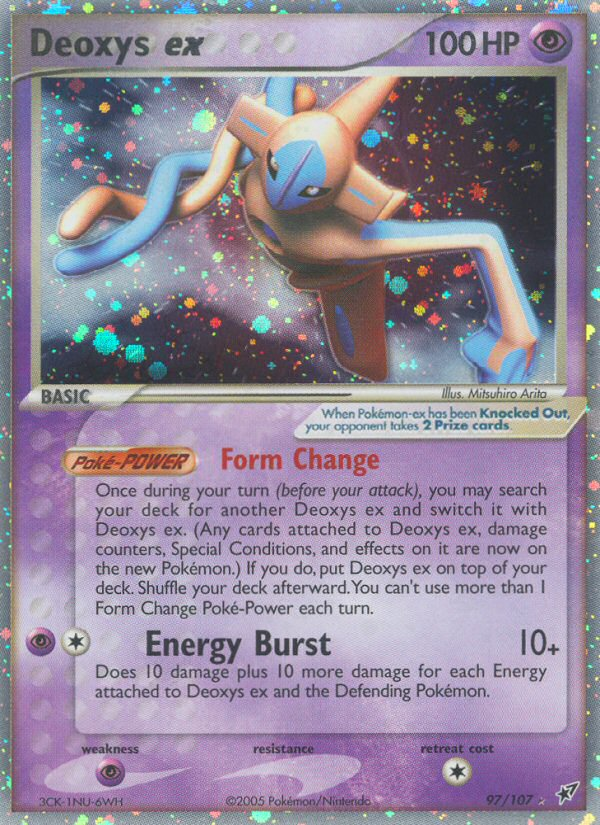 Deoxys ex 100 HP
BASIC
Illus. Mitsuhiro Arita
When Pokémon-ex has been Knocked Out,
your opponent takes 2 Prize cards.
Poké-POWER Form Change
Once during your turn (before your attack), you may search
your deck for another Deoxys ex and switch it with
Deoxys ex. (Any cards attached to Deoxys ex, damage
counters, Special Conditions, and effects on it are now on
the new Pokémon.) If you do, put Deoxys ex on top of your
deck. Shuffle your deck afterward. You can't use more than 1
Form Change Poké-Power each turn.
Energy Burst 10+
Does 10 damage plus 10 more damage for each Energy
attached to Deoxys ex and the Defending Pokémon.
weakness resistance retreat cost
3CK-1NU-6WH ©2005 Pokémon/Nintendo 97/107